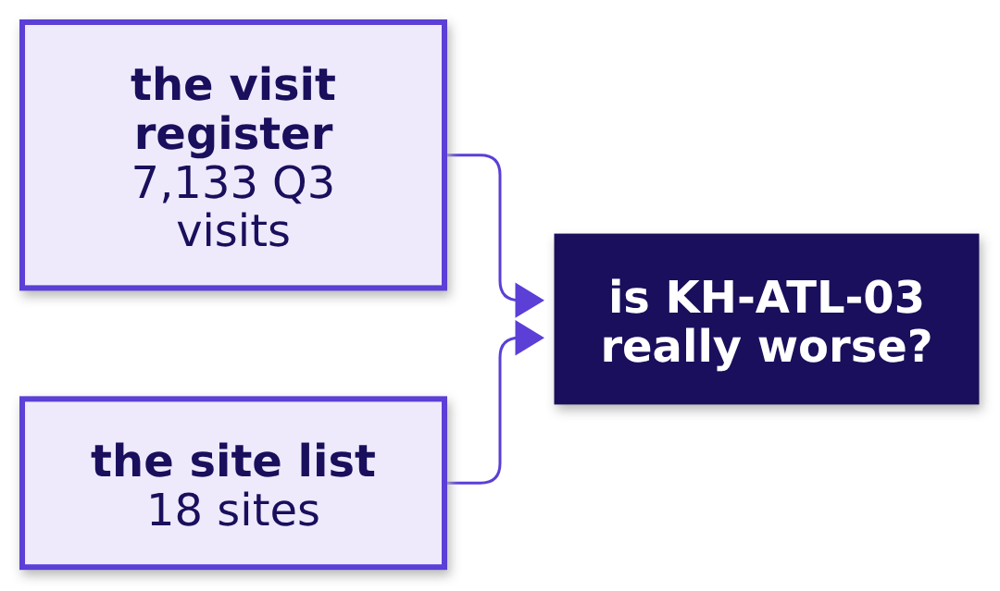 the visit
register
7,133 Q3
visits
is KH-ATL-03
really worse?
the site list
18 sites